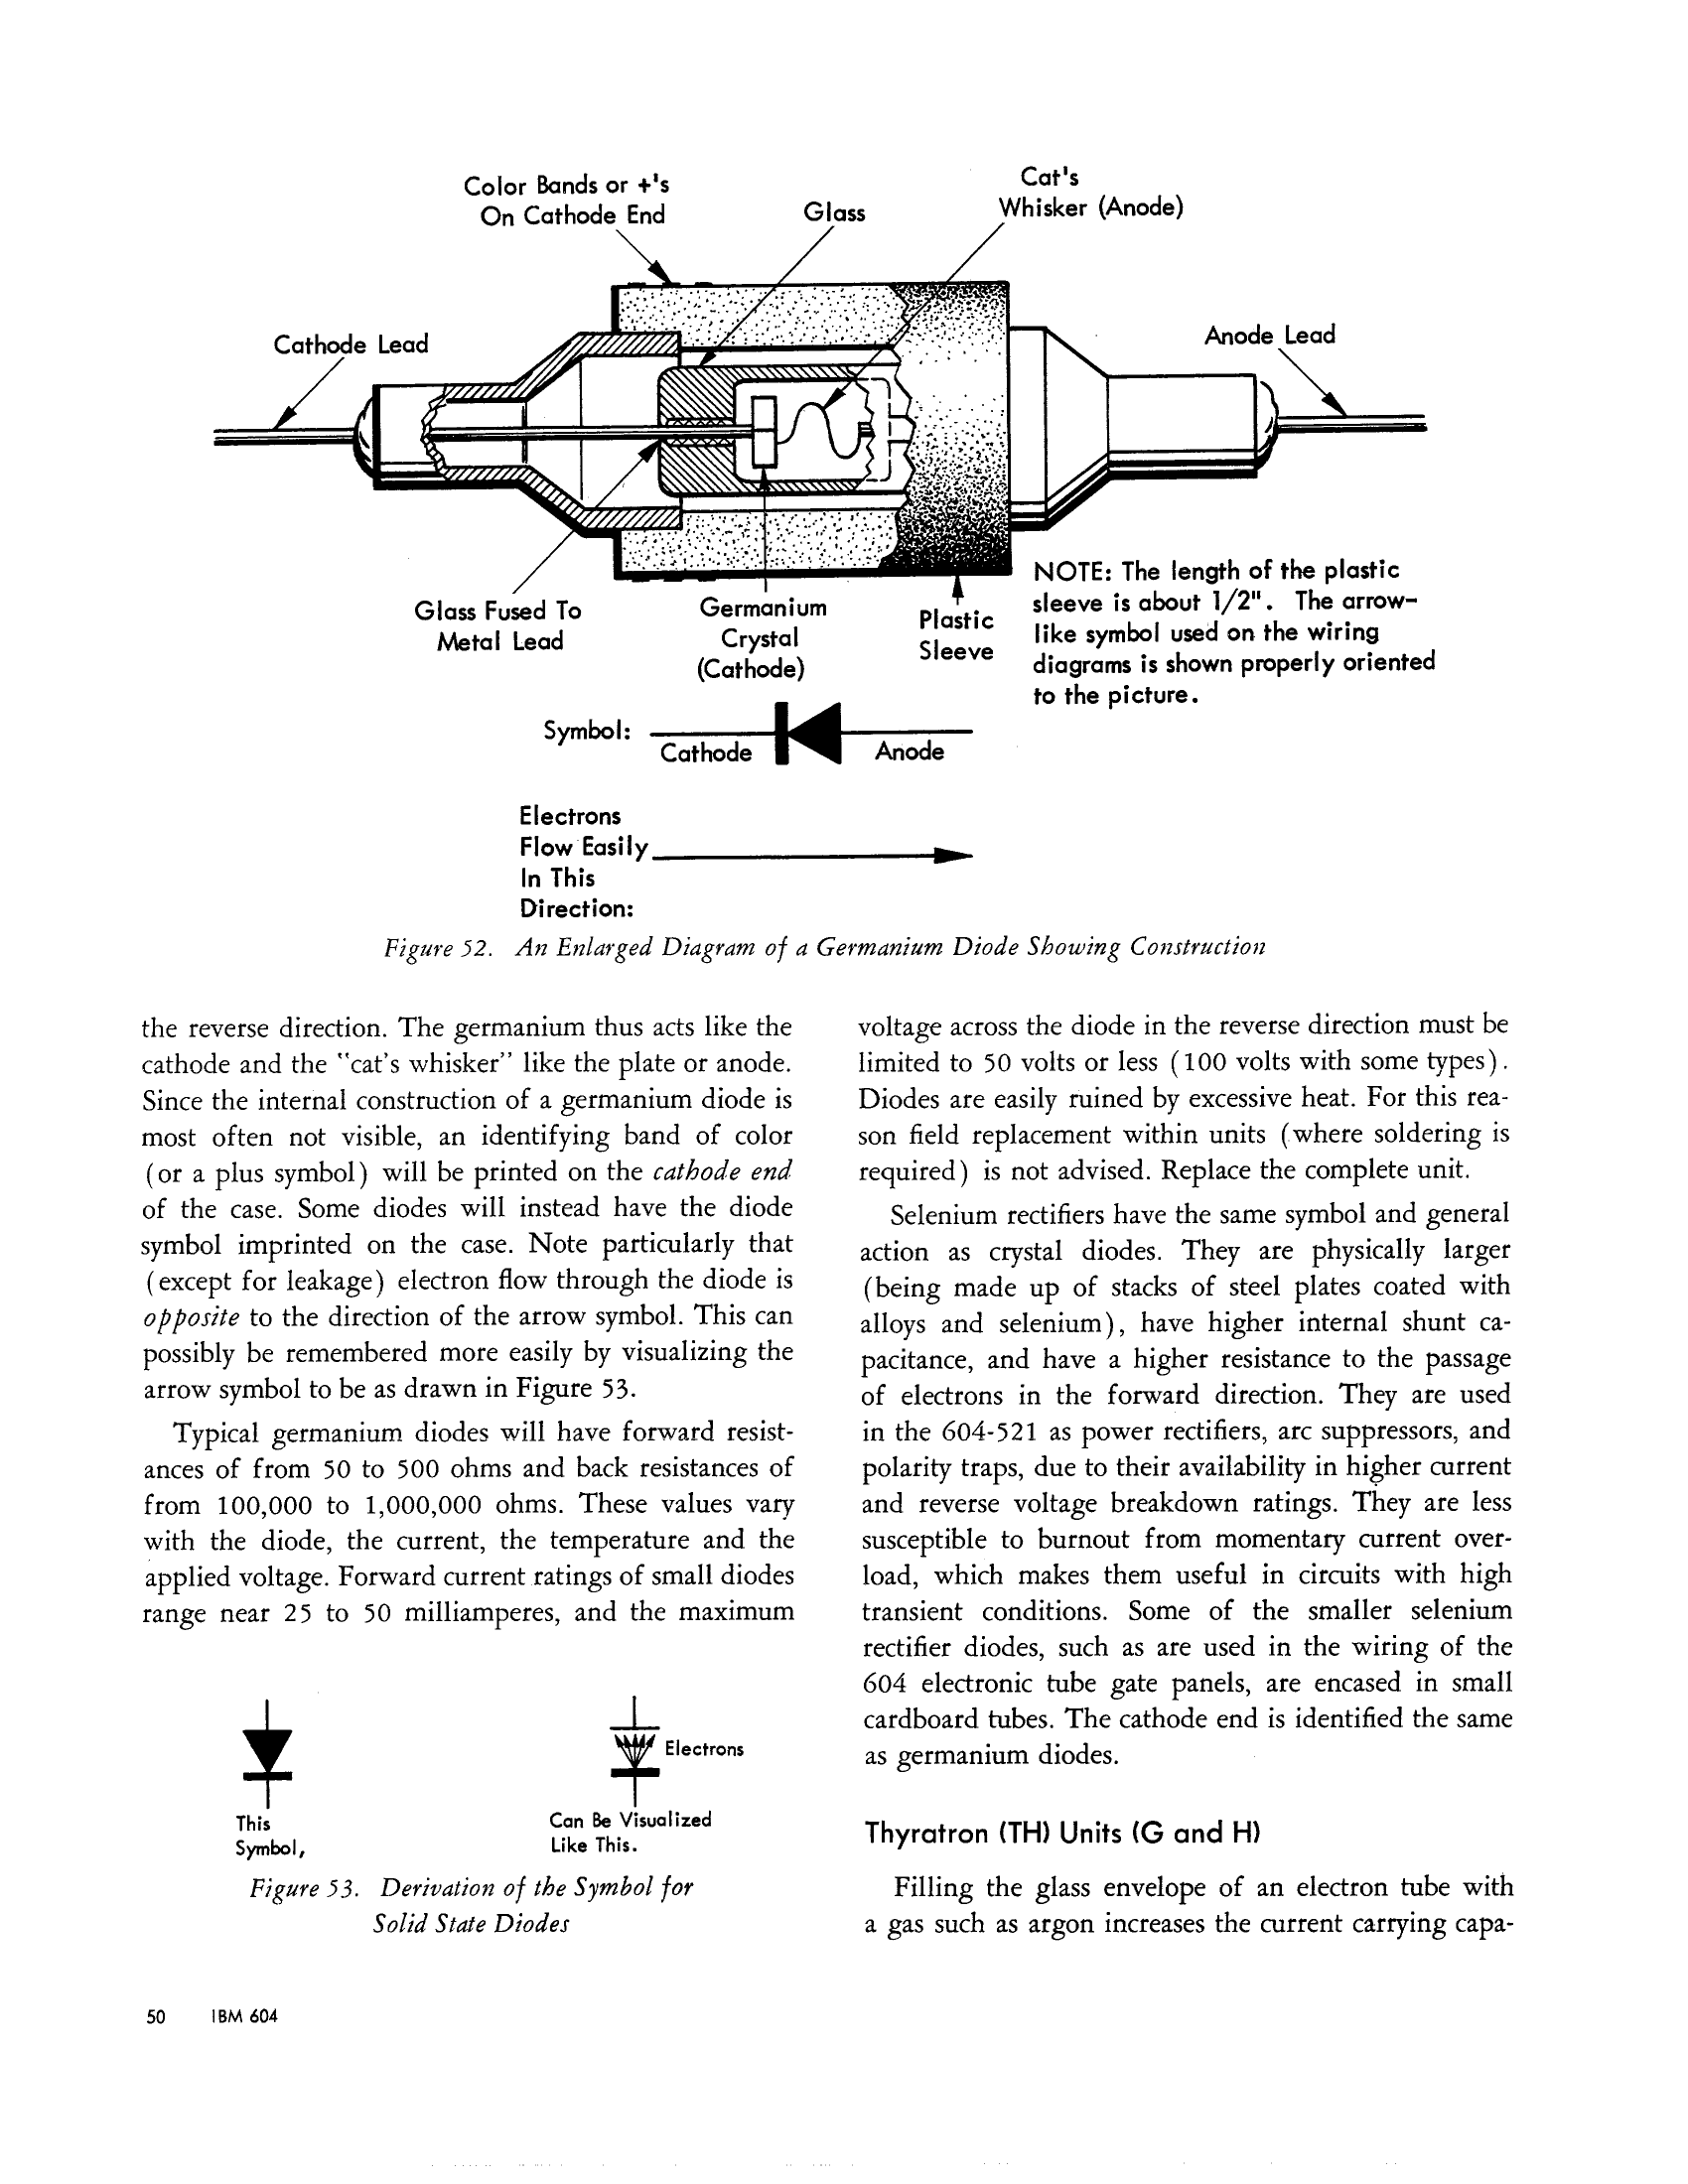 Color Bands or +'s
On Cathode End
Glass
Cat's
Whisker (Anode)
Cathode Lead
Anode Lead
Glass Fused To
Metal Lead
Germanium
Crystal
(Cathode)
Plastic
Sleeve
NOTE: The length of the plastic
sleeve is about 1/2". The arrow-
like symbol used on the wiring
diagrams is shown properly oriented
to the picture.
Symbol:
Cathode
Anode
Electrons
Flow Easily
In This
Direction:
Figure 52. An Enlarged Diagram of a Germanium Diode Showing Construction
the reverse direction. The germanium thus acts like the
cathode and the "cat's whisker" like the plate or anode.
Since the internal construction of a germanium diode is
most often not visible, an identifying band of color
(or a plus symbol) will be printed on the cathode end
of the case. Some diodes will instead have the diode
symbol imprinted on the case. Note particularly that
(except for leakage) electron flow through the diode is
opposite to the direction of the arrow symbol. This can
possibly be remembered more easily by visualizing the
arrow symbol to be as drawn in Figure 53.
Typical germanium diodes will have forward resist-
ances of from 50 to 500 ohms and back resistances of
from 100,000 to 1,000,000 ohms. These values vary
with the diode, the current, the temperature and the
applied voltage. Forward current ratings of small diodes
range near 25 to 50 milliamperes, and the maximum
This
Symbol,
Electrons
Can Be Visualized
Like This.
Figure 53. Derivation of the Symbol for
Solid State Diodes
voltage across the diode in the reverse direction must be
limited to 50 volts or less (100 volts with some types).
Diodes are easily ruined by excessive heat. For this rea-
son field replacement within units (where soldering is
required) is not advised. Replace the complete unit.
Selenium rectifiers have the same symbol and general
action as crystal diodes. They are physically larger
(being made up of stacks of steel plates coated with
alloys and selenium), have higher internal shunt ca-
pacitance, and have a higher resistance to the passage
of electrons in the forward direction. They are used
in the 604-521 as power rectifiers, arc suppressors, and
polarity traps, due to their availability in higher current
and reverse voltage breakdown ratings. They are less
susceptible to burnout from momentary current over-
load, which makes them useful in circuits with high
transient conditions. Some of the smaller selenium
rectifier diodes, such as are used in the wiring of the
604 electronic tube gate panels, are encased in small
cardboard tubes. The cathode end is identified the same
as germanium diodes.
Thyratron (TH) Units (G and H)
Filling the glass envelope of an electron tube with
a gas such as argon increases the current carrying capa-
50 IBM 604